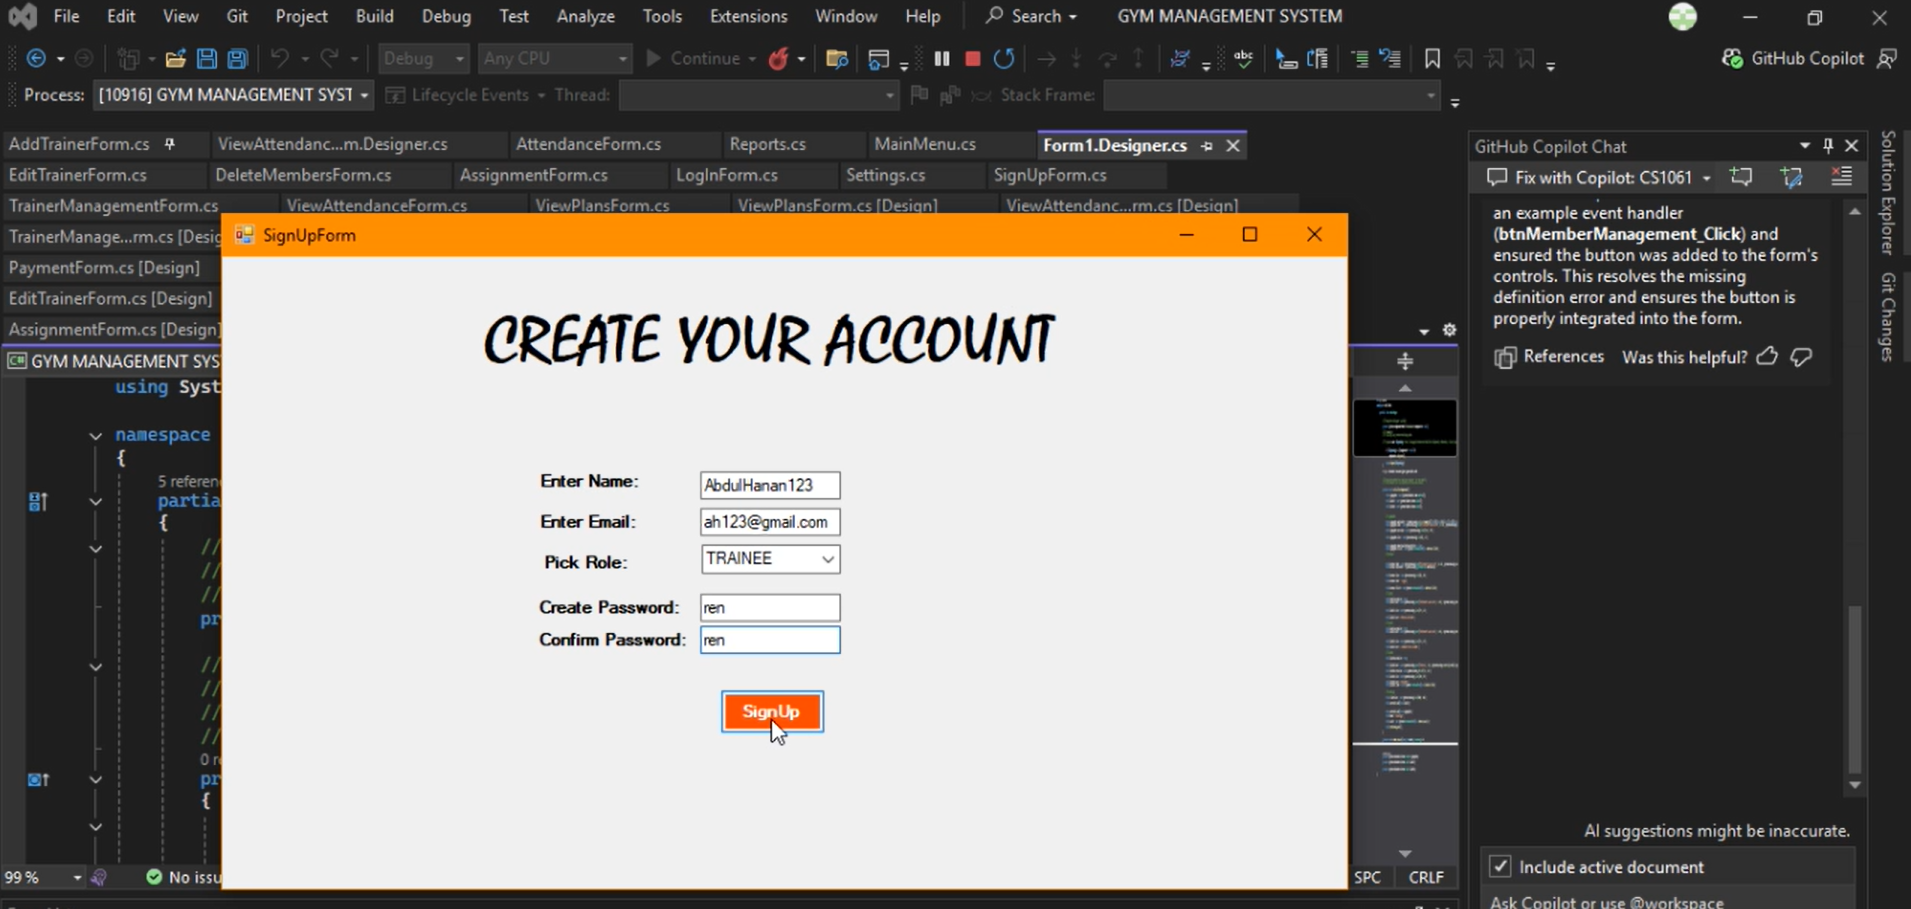 File Edit View Git Project Build Debug Test Analyze Tools Extensions Window Help Search GYM MANAGEMENT SYSTEM
Debug Any CPU Continue GitHub Copilot
Process: [10916] GYM MANAGEMENT SYST Lifecycle Events Thread: Stack Frame:
AddTrainerForm.cs ViewAttendanc...m.Designer.cs AttendanceForm.cs Reports.cs MainMenu.cs Form1.Designer.cs
EditTrainerForm.cs DeleteMembersForm.cs AssignmentForm.cs LogInForm.cs Settings.cs SignUpForm.cs
TrainerManagementForm.cs ViewAttendanceForm.cs ViewPlansForm.cs ViewPlansForm.cs [Design] ViewAttendanc...rm.cs [Design]
TrainerManage...rm.cs [Desig
PaymentForm.cs [Design]
EditTrainerForm.cs [Design]
AssignmentForm.cs [Design]
C# GYM MANAGEMENT SYS
using Syst
namespace
{
5 referen
partia
{
//
//
//
pr
//
//
//
//
0 r
pr
{
99 % No issu
SPC CRLF
SignUpForm
CREATE YOUR ACCOUNT
Enter Name: AbdulHanan123
Enter Email: ah123@gmail.com
Pick Role: TRAINEE
Create Password: ren
Confirm Password: ren
SignUp
GitHub Copilot Chat
Fix with Copilot: CS1061
an example event handler
(btnMemberManagement_Click) and
ensured the button was added to the form's
controls. This resolves the missing
definition error and ensures the button is
properly integrated into the form.
References Was this helpful?
AI suggestions might be inaccurate.
Include active document
Ask Copilot or use @workspace
Solution Explorer
Git Changes